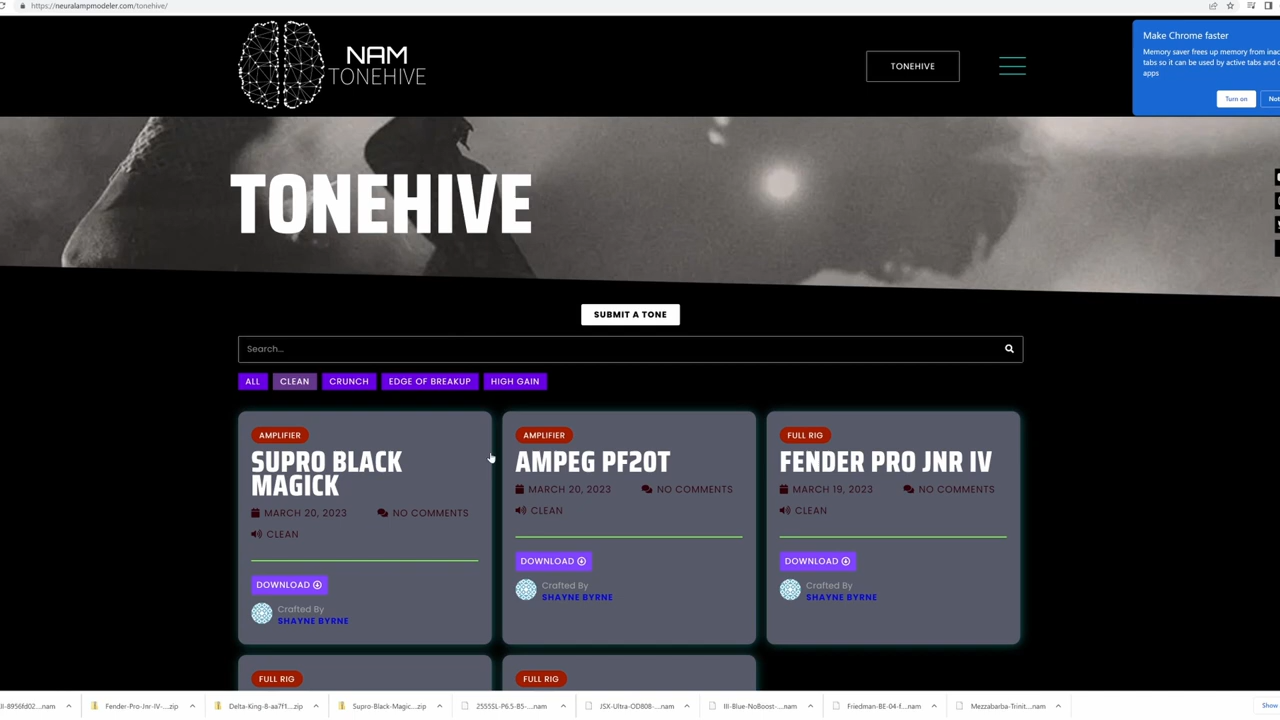 https://neuralampmodeler.com/tonehive/
Make Chrome faster
Memory saver frees up memory from
tabs so it can be used by active tabs and
apps
Turn on
NAM
TONEHIVE
TONEHIVE
TONEHIVE
SUBMIT A TONE
Search...
ALL
CLEAN
CRUNCH
EDGE OF BREAKUP
HIGH GAIN
AMPLIFIER
SUPRO BLACK
MAGICK
MARCH 20, 2023
NO COMMENTS
CLEAN
DOWNLOAD
Crafted By
SHAYNE BYRNE
AMPLIFIER
AMPEG PF20T
MARCH 20, 2023
NO COMMENTS
CLEAN
DOWNLOAD
Crafted By
SHAYNE BYRNE
FULL RIG
FENDER PRO JNR IV
MARCH 19, 2023
NO COMMENTS
CLEAN
DOWNLOAD
Crafted By
SHAYNE BYRNE
FULL RIG
FULL RIG
ll-8956fd02....nam
Fender-Pro-Jnr-IV-....zip
Delta-King-8-aa7f1....zip
Supro-Black-Magic....zip
2555SL-P6.5-B5-....nam
JSX-Ultra-OD808-....nam
III-Blue-NoBoost-....nam
Friedman-BE-04-f....nam
Mezzabarba-Trinit....nam
Show